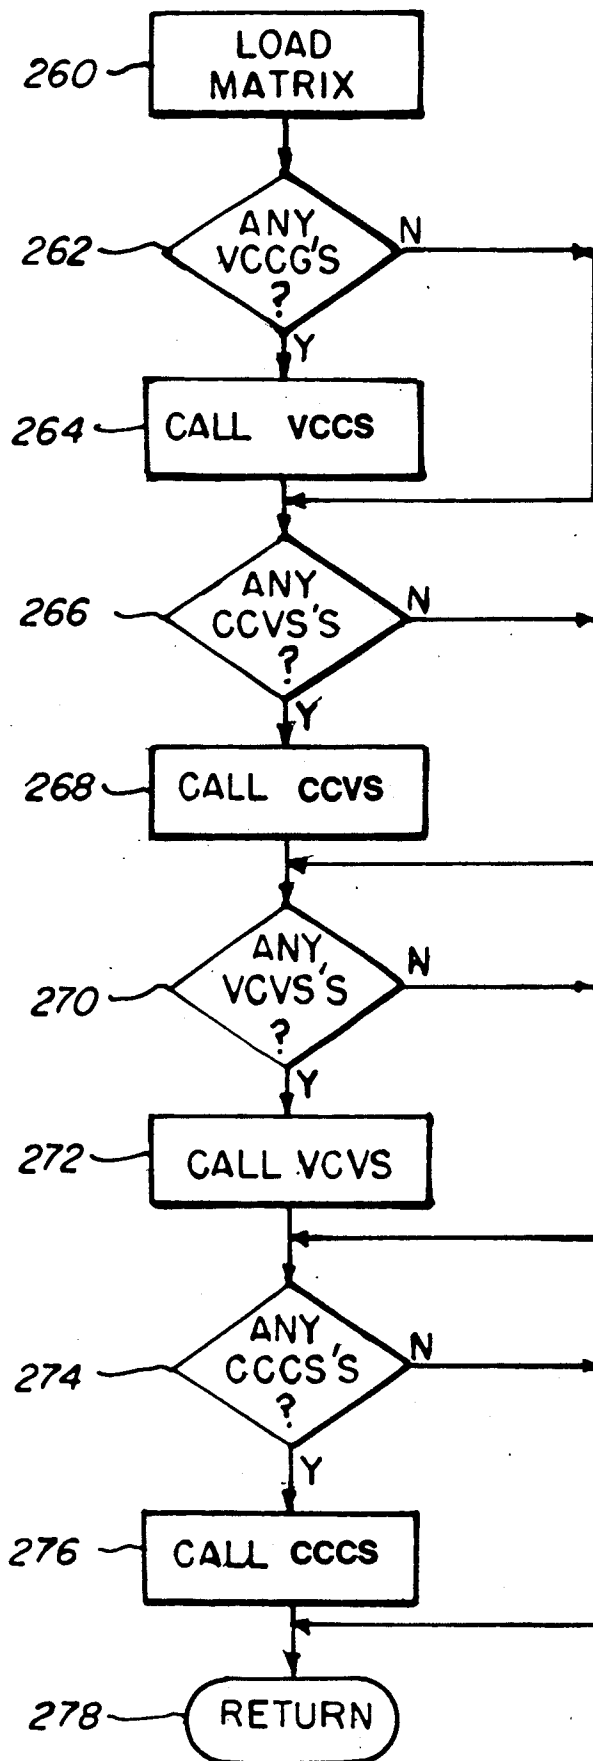 260
LOAD
MATRIX
262
ANY
VCCG'S
?
N
Y
264
CALL VCCS
266
ANY
CCVS'S
?
N
Y
268
CALL CCVS
270
ANY
VCVS'S
?
N
Y
272
CALL VCVS
274
ANY
CCCS'S
?
N
Y
276
CALL CCCS
278
RETURN